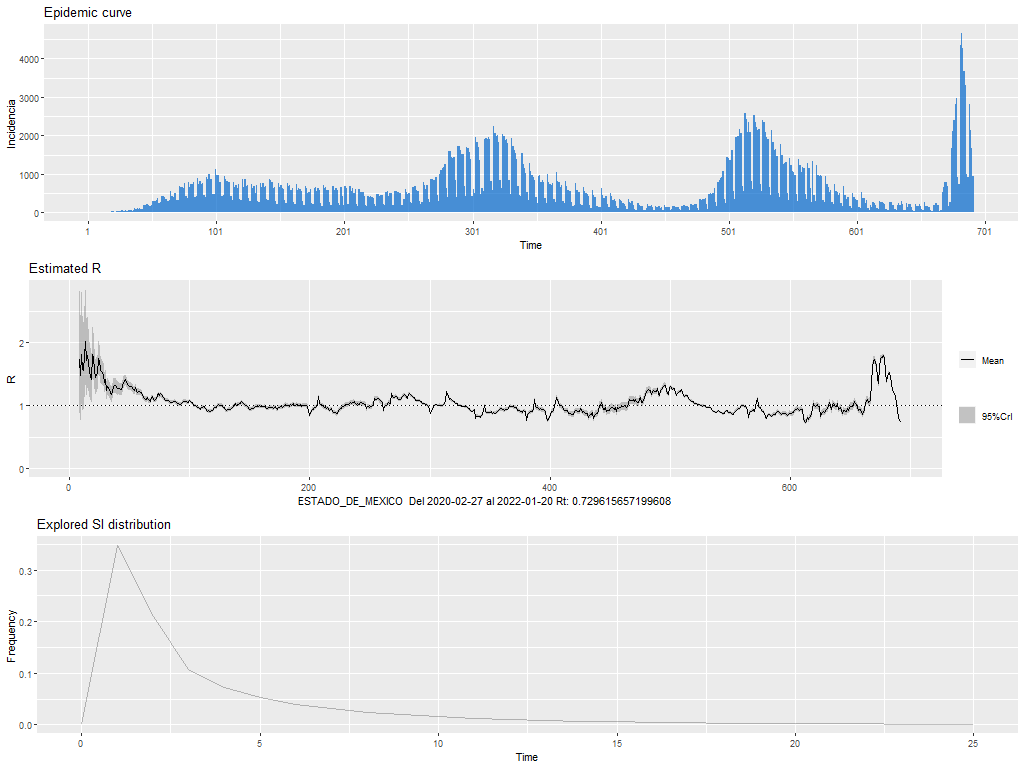 Epidemic curve
Incidencia
4000
3000
2000
1000
0
1
101
201
301
401
501
601
701
Time
Estimated R
R
2
1
0
0
200
400
600
ESTADO_DE_MEXICO Del 2020-02-27 al 2022-01-20 Rt: 0.729615657199608
Mean
95%CrI
Explored SI distribution
Frequency
0.3
0.2
0.1
0.0
0
5
10
15
20
25
Time